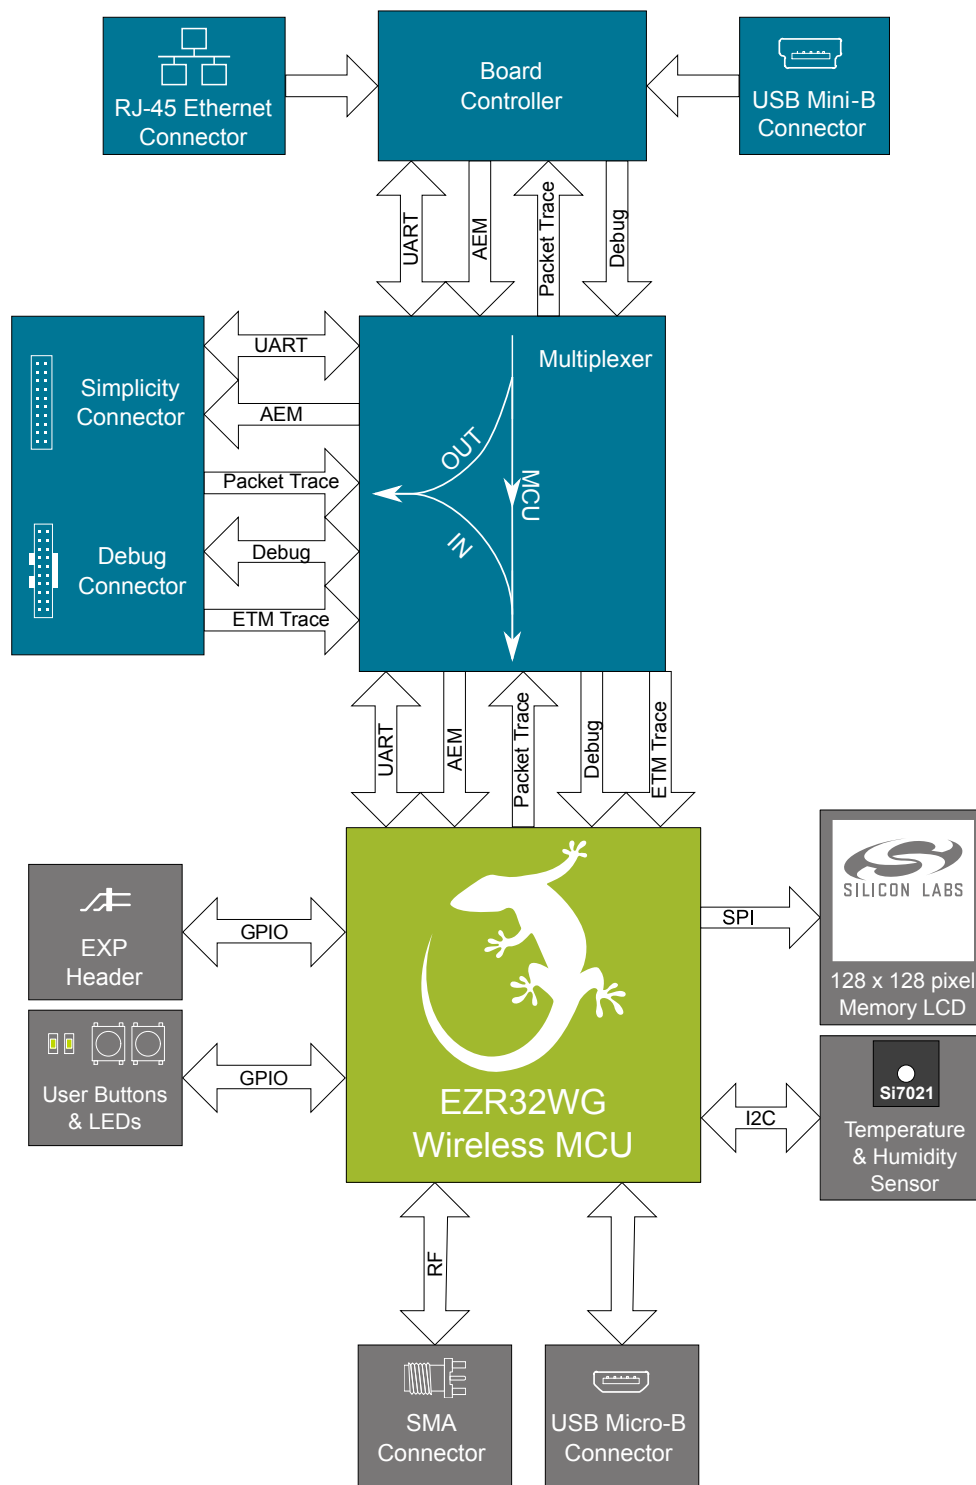 RJ-45 Ethernet
Connector
Board
Controller
USB Mini-B
Connector
UART
AEM
Packet Trace
Debug
Simplicity
Connector
Debug
Connector
UART
AEM
Packet Trace
Debug
ETM Trace
Multiplexer
OUT
MCU
IN
UART
AEM
Packet Trace
Debug
ETM Trace
EXP
Header
GPIO
User Buttons
& LEDs
GPIO
EZR32WG
Wireless MCU
SPI
SILICON LABS
128 x 128 pixel
Memory LCD
I2C
Si7021
Temperature
& Humidity
Sensor
RF
SMA
Connector
USB Micro-B
Connector